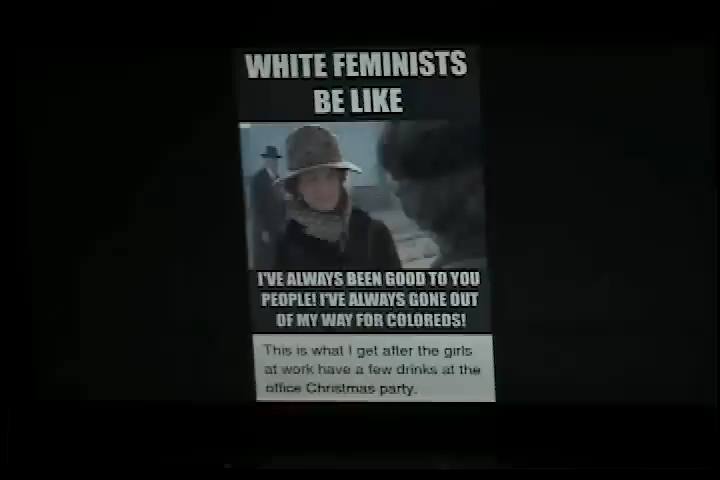 WHITE FEMINISTS
BE LIKE
I'VE ALWAYS BEEN GOOD TO YOU
PEOPLE! I'VE ALWAYS GONE OUT
OF MY WAY FOR COLOREDS!
This is what I get after the girls
at work have a few drinks at the
office Christmas party.